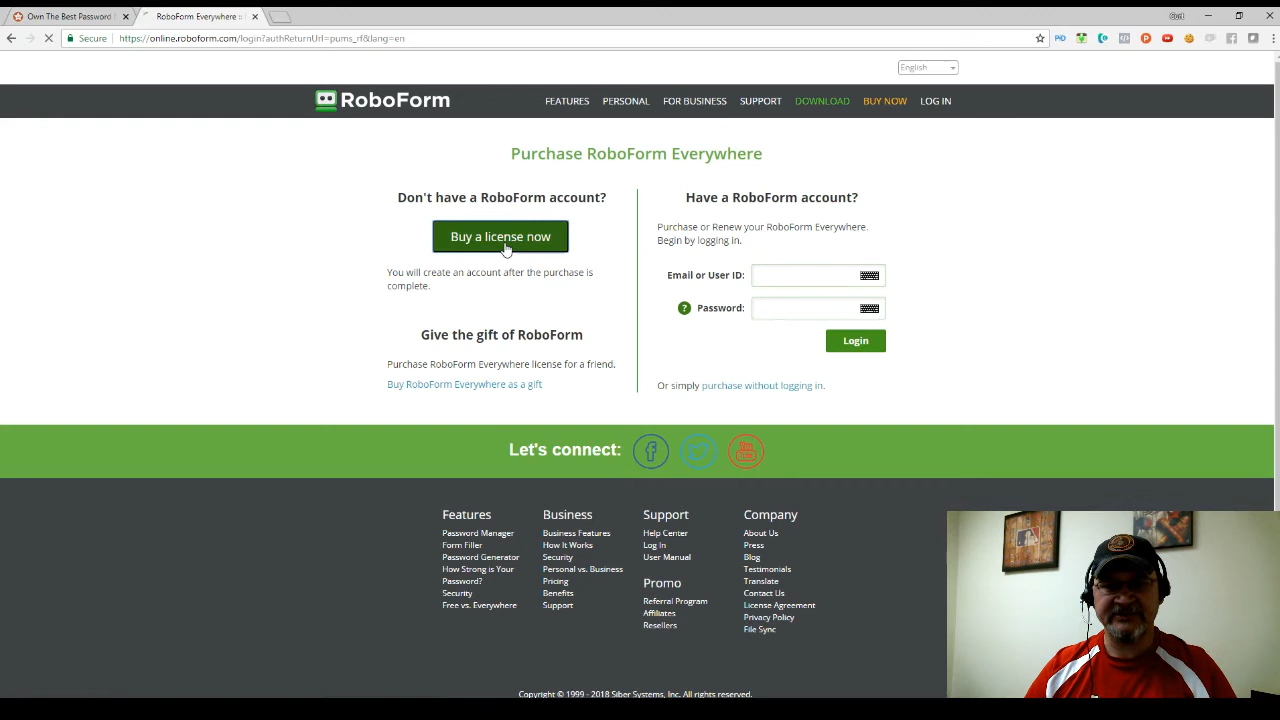 Own The Best Password
RoboForm Everywhere ::
Curt
Secure
https://online.roboform.com/login?authReturnUrl=pums_rf&lang=en
English
RoboForm
FEATURES PERSONAL FOR BUSINESS SUPPORT DOWNLOAD BUY NOW LOG IN
Purchase RoboForm Everywhere
Don't have a RoboForm account?
Buy a license now
You will create an account after the purchase is
complete.
Give the gift of RoboForm
Purchase RoboForm Everywhere license for a friend.
Buy RoboForm Everywhere as a gift
Have a RoboForm account?
Purchase or Renew your RoboForm Everywhere.
Begin by logging in.
Email or User ID:
? Password:
Login
Or simply purchase without logging in.
Let's connect:
Features
Password Manager
Form Filler
Password Generator
How Strong is Your
Password?
Security
Free vs. Everywhere
Business
Business Features
How It Works
Security
Personal vs. Business
Pricing
Benefits
Support
Support
Help Center
Log In
User Manual
Promo
Referral Program
Affiliates
Resellers
Company
About Us
Press
Blog
Testimonials
Translate
Contact Us
License Agreement
Privacy Policy
File Sync
Copyright © 1999 - 2018 Siber Systems, Inc. All rights reserved.